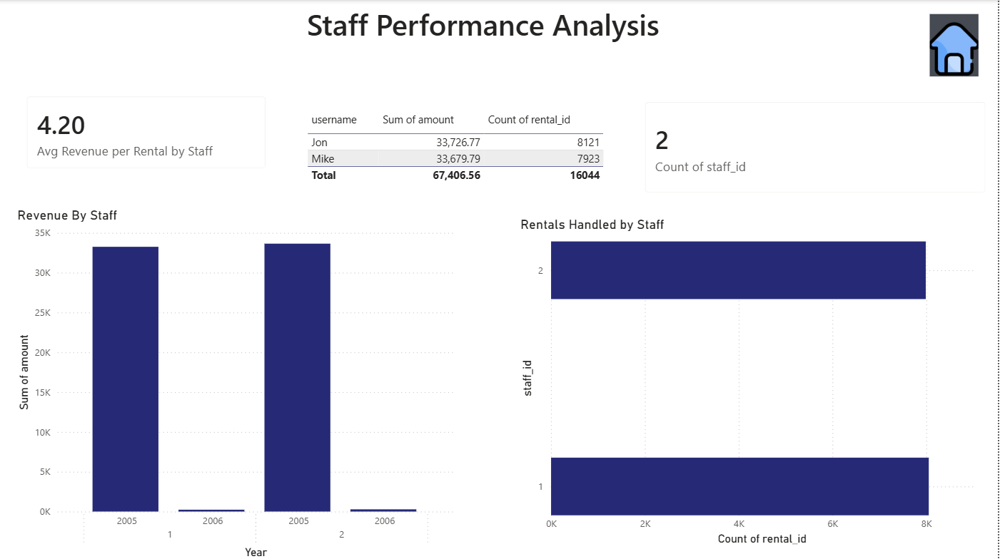 Staff Performance Analysis
4.20
Avg Revenue per Rental by Staff
username Sum of amount Count of rental_id
Jon 33,726.77 8121
Mike 33,679.79 7923
Total 67,406.56 16044
2
Count of staff_id
Revenue By Staff
35K
30K
25K
20K
15K
10K
5K
0K
Sum of amount
2005 2006 2005 2006
1 2
Year
Rentals Handled by Staff
2
1
staff_id
0K 2K 4K 6K 8K
Count of rental_id